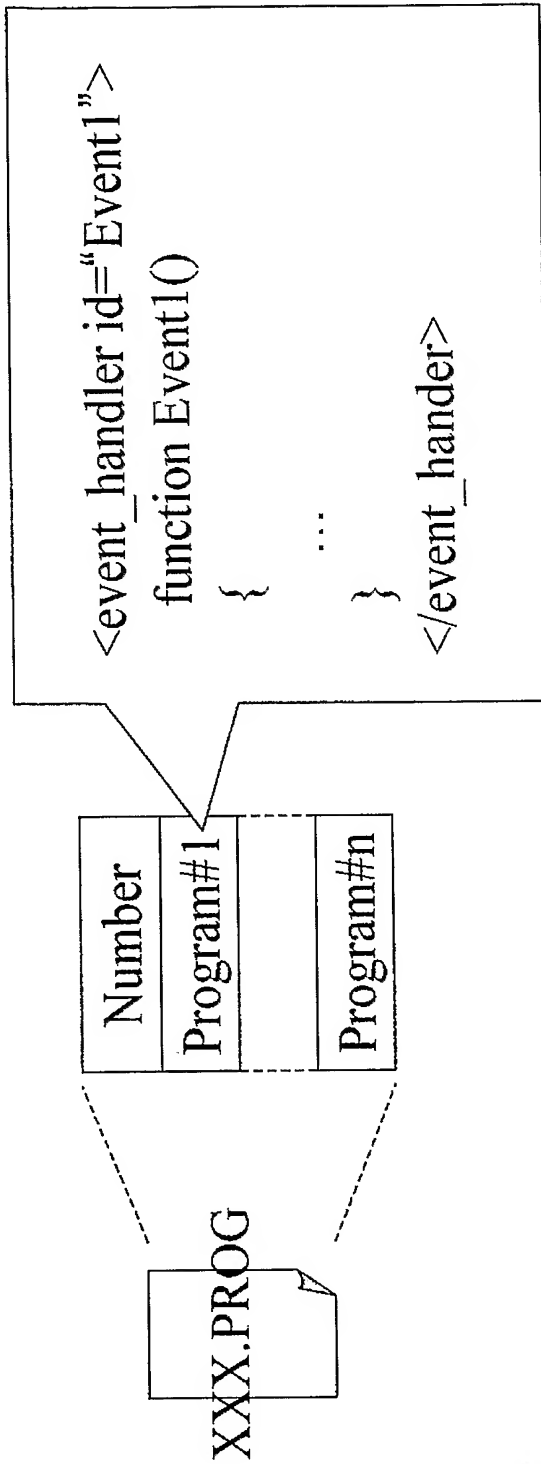 XXX.PROG
Number
Program#1
Program#n
<event_handler id=“Event1”>
function Event1()
{
...
}
</event_hander>